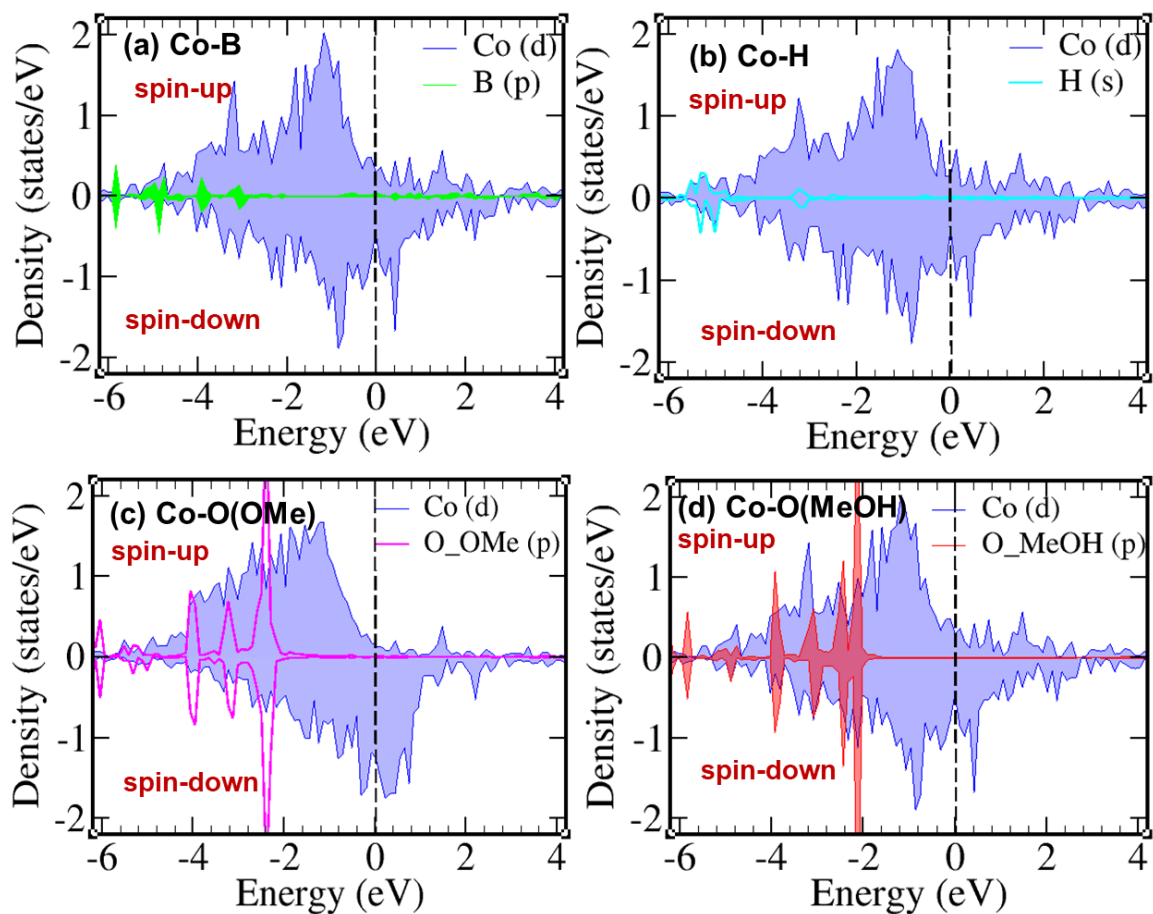 (a) Co-B
Co (d)
B (p)
spin-up
spin-down
2
1
0
-1
-2
Density (states/eV)
-6 -4 -2 0 2 4
Energy (eV)
(b) Co-H
Co (d)
H (s)
spin-up
spin-down
2
1
0
-1
-2
Density (states/eV)
-6 -4 -2 0 2 4
Energy (eV)
(c) Co-O(OMe)
Co (d)
O_OMe (p)
spin-up
spin-down
2
1
0
-1
-2
Density (states/eV)
-6 -4 -2 0 2 4
Energy (eV)
(d) Co-O(MeOH)
Co (d)
O_MeOH (p)
spin-up
spin-down
2
1
0
-1
-2
Density (states/eV)
-6 -4 -2 0 2 4
Energy (eV)